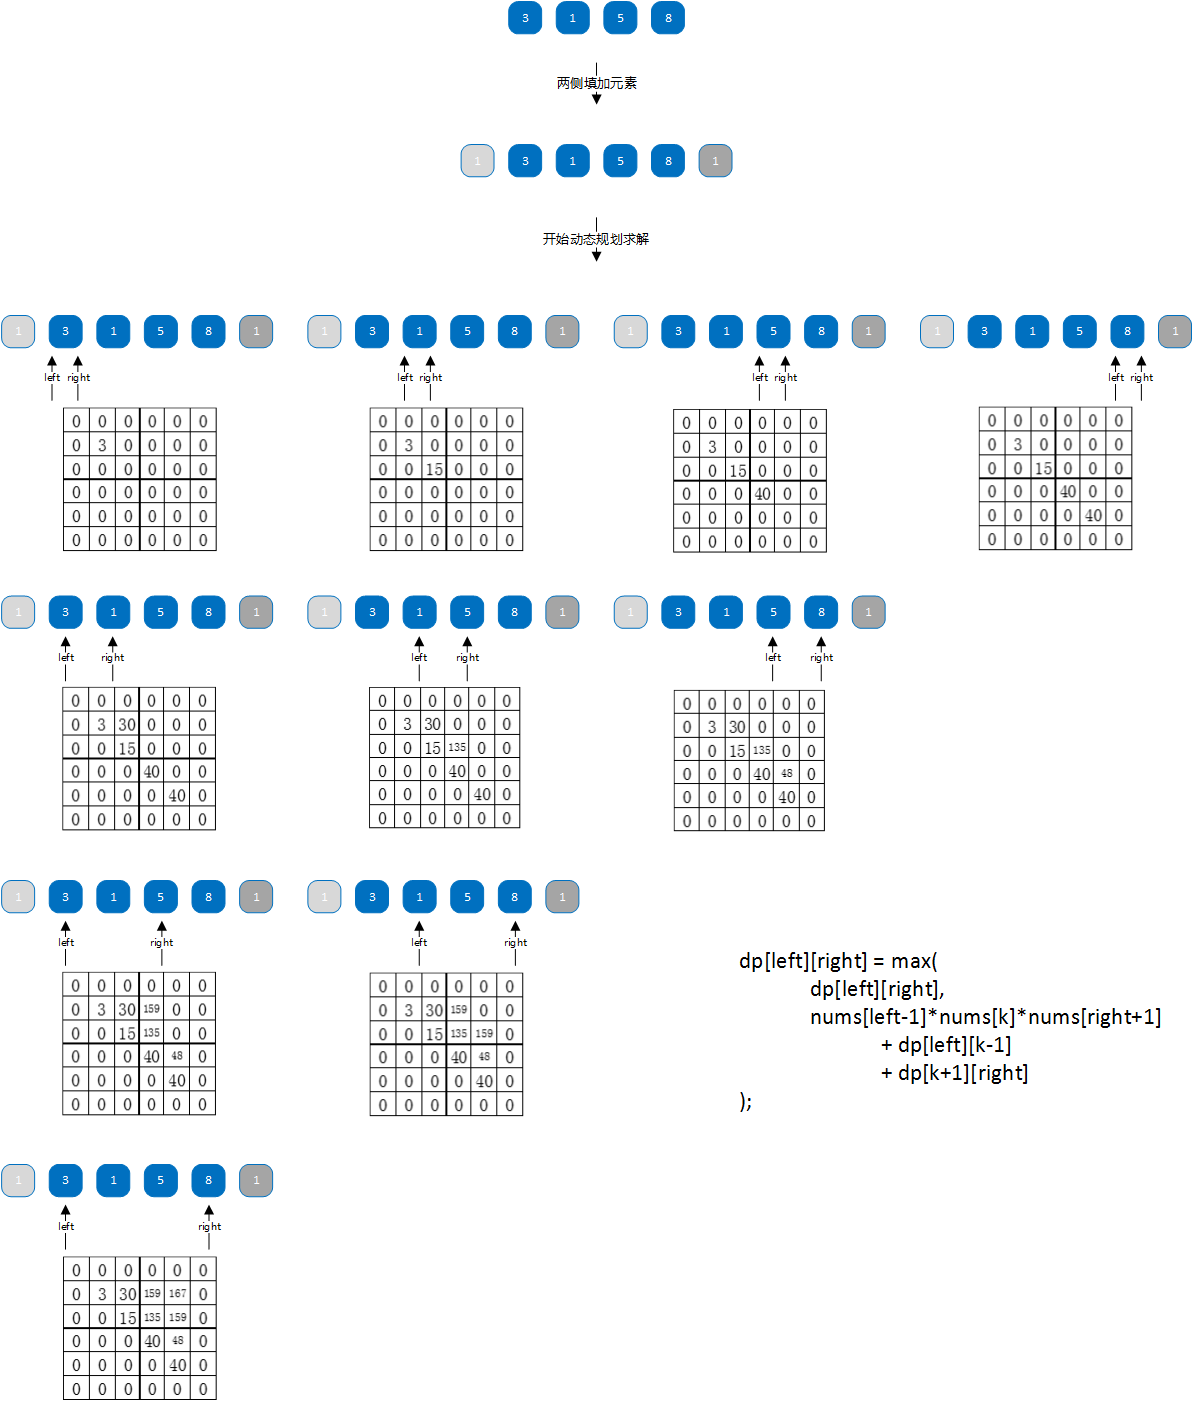 3 1 5 8
两侧填加元素
1 3 1 5 8 1
开始动态规划求解
1 3 1 5 8 1
left right
0 0 0 0 0 0
0 3 0 0 0 0
0 0 0 0 0 0
0 0 0 0 0 0
0 0 0 0 0 0
0 0 0 0 0 0
1 3 1 5 8 1
left right
0 0 0 0 0 0
0 3 0 0 0 0
0 0 15 0 0 0
0 0 0 0 0 0
0 0 0 0 0 0
0 0 0 0 0 0
1 3 1 5 8 1
left right
0 0 0 0 0 0
0 3 0 0 0 0
0 0 15 0 0 0
0 0 0 40 0 0
0 0 0 0 0 0
0 0 0 0 0 0
1 3 1 5 8 1
left right
0 0 0 0 0 0
0 3 0 0 0 0
0 0 15 0 0 0
0 0 0 40 0 0
0 0 0 0 40 0
0 0 0 0 0 0
1 3 1 5 8 1
left right
0 0 0 0 0 0
0 3 30 0 0 0
0 0 15 0 0 0
0 0 0 40 0 0
0 0 0 0 40 0
0 0 0 0 0 0
1 3 1 5 8 1
left right
0 0 0 0 0 0
0 3 30 0 0 0
0 0 15 135 0 0
0 0 0 40 0 0
0 0 0 0 40 0
0 0 0 0 0 0
1 3 1 5 8 1
left right
0 0 0 0 0 0
0 3 30 0 0 0
0 0 15 135 0 0
0 0 0 40 48 0
0 0 0 0 40 0
0 0 0 0 0 0
1 3 1 5 8 1
left right
0 0 0 0 0 0
0 3 30 159 0 0
0 0 15 135 0 0
0 0 0 40 48 0
0 0 0 0 40 0
0 0 0 0 0 0
1 3 1 5 8 1
left right
0 0 0 0 0 0
0 3 30 159 0 0
0 0 15 135 159 0
0 0 0 40 48 0
0 0 0 0 40 0
0 0 0 0 0 0
dp[left][right] = max(
dp[left][right],
nums[left-1]*nums[k]*nums[right+1]
+ dp[left][k-1]
+ dp[k+1][right]
);
1 3 1 5 8 1
left right
0 0 0 0 0 0
0 3 30 159 167 0
0 0 15 135 159 0
0 0 0 40 48 0
0 0 0 0 40 0
0 0 0 0 0 0